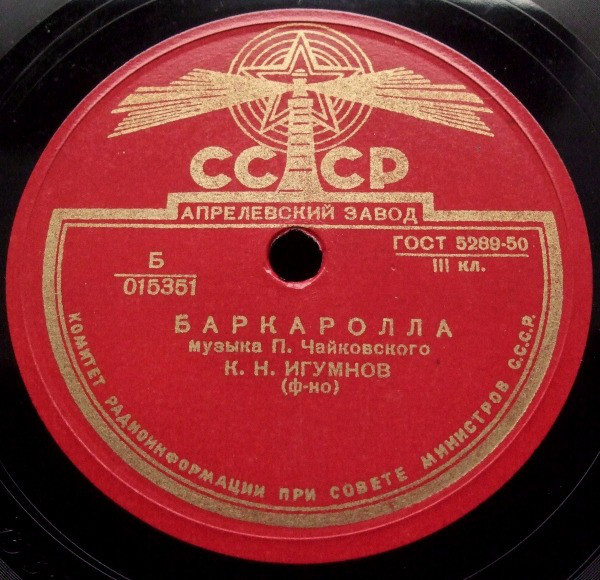 СССР
АПРЕЛЕВСКИЙ ЗАВОД
ГОСТ 5289-50
III кл.
Б
015351
БАРКАРОЛЛА
музыка П. Чайковского
К. Н. ИГУМНОВ
(ф-но)
КОМИТЕТ РАДИОИНФОРМАЦИИ ПРИ СОВЕТЕ МИНИСТРОВ С.С.С.Р.